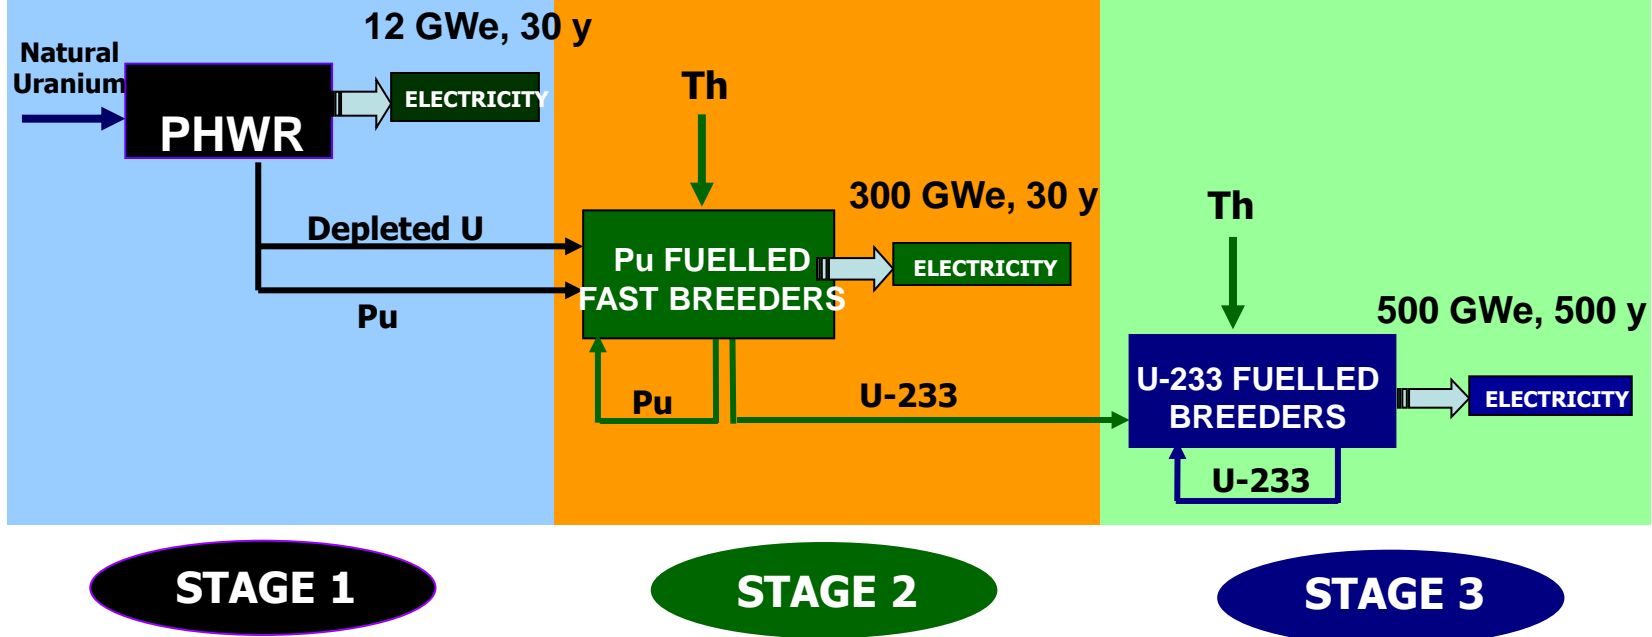 12 GWe, 30 y
Natural
Uranium
PHWR
ELECTRICITY
Depleted U
Pu
Th
300 GWe, 30 y
Pu FUELLED
FAST BREEDERS
ELECTRICITY
Pu
U-233
Th
500 GWe, 500 y
U-233 FUELLED
BREEDERS
ELECTRICITY
U-233
STAGE 1
STAGE 2
STAGE 3